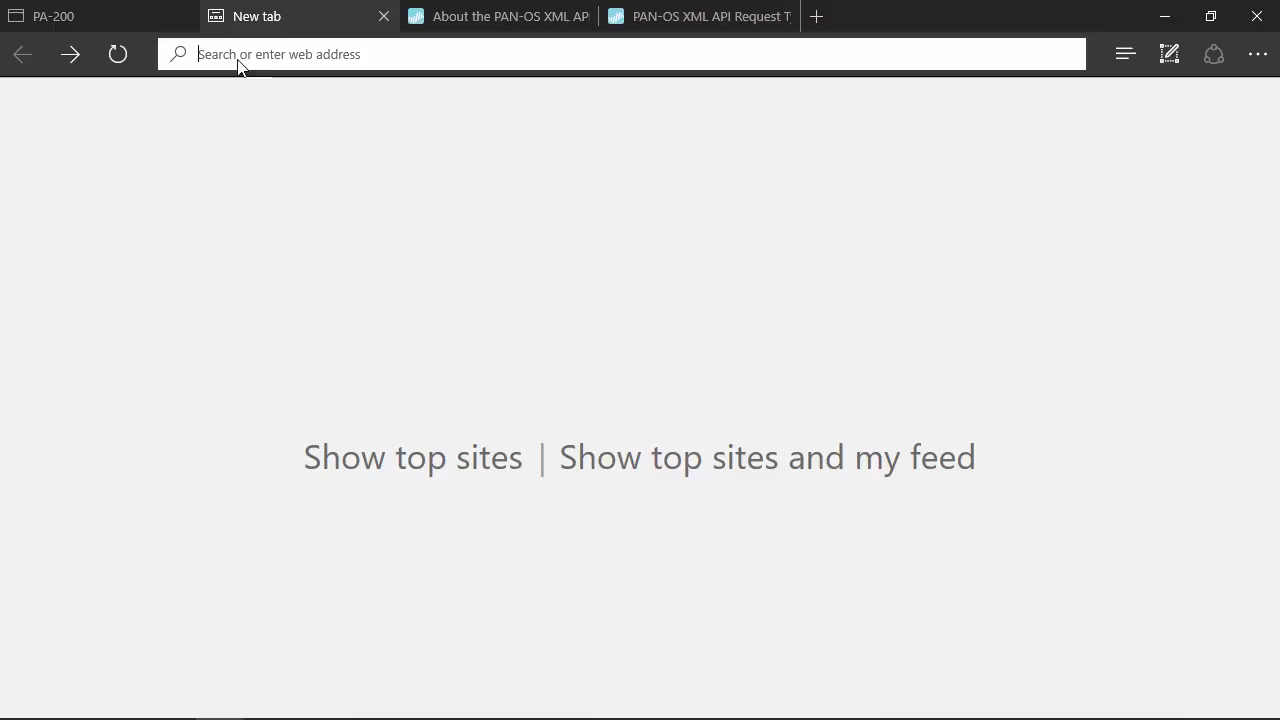 PA-200
New tab
About the PAN-OS XML AP
PAN-OS XML API Request T
Search or enter web address
Show top sites | Show top sites and my feed